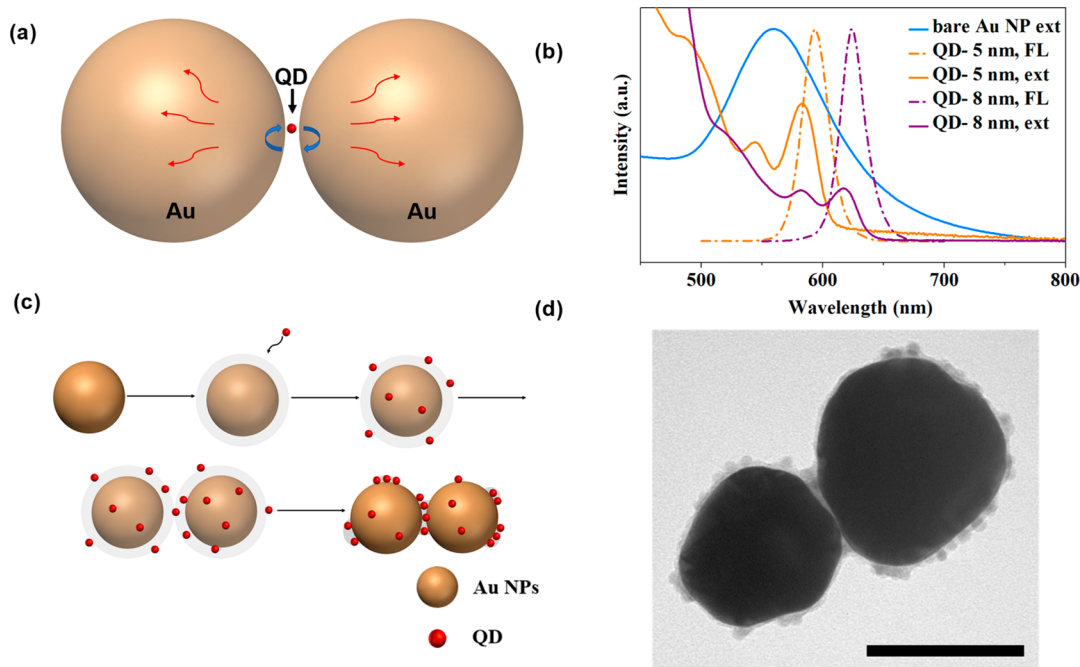 (a)
QD
Au
Au
(b)
Intensity (a.u.)
bare Au NP ext
QD- 5 nm, FL
QD- 5 nm, ext
QD- 8 nm, FL
QD- 8 nm, ext
500
600
700
800
Wavelength (nm)
(c)
Au NPs
QD
(d)